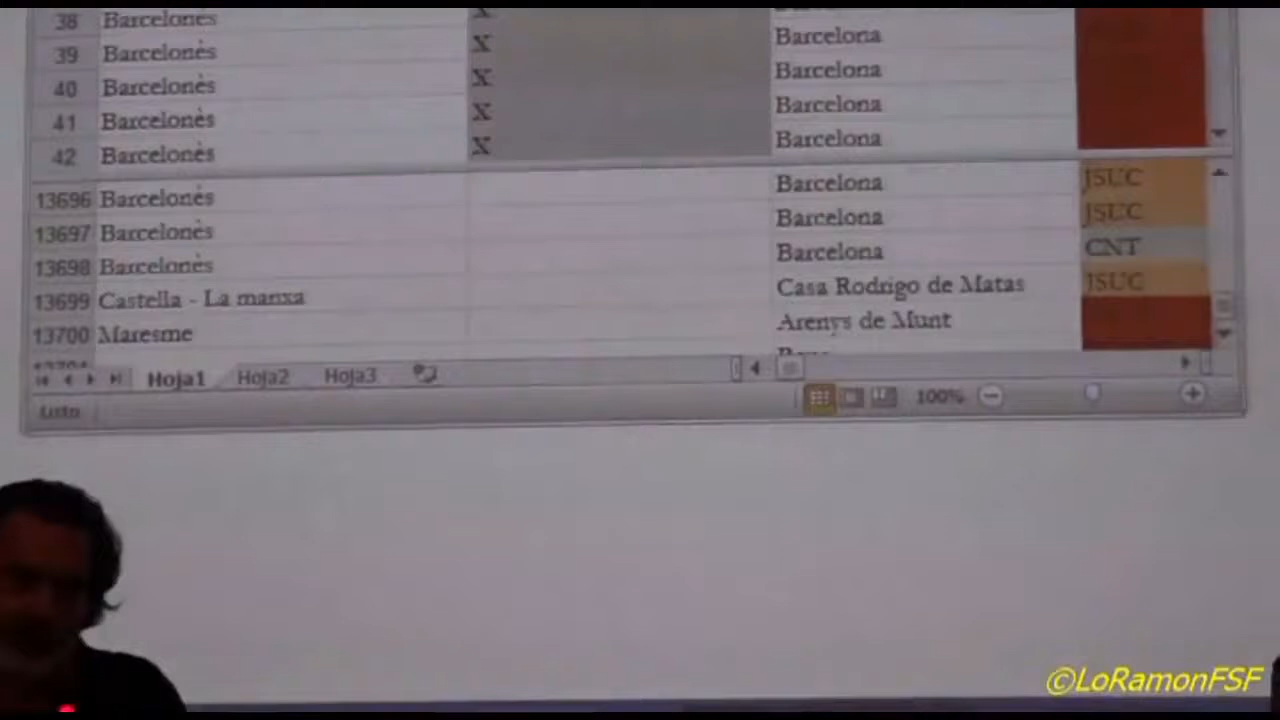 38 Barcelonès X
39 Barcelonès X Barcelona
40 Barcelonès X Barcelona
41 Barcelonès X Barcelona
42 Barcelonès X Barcelona
13696 Barcelonès Barcelona JSUC
13697 Barcelonès Barcelona JSUC
13698 Barcelonès Barcelona CNT
13699 Castella - La manxa Casa Rodrigo de Matas JSUC
13700 Maresme Arenys de Munt
Hoja1 Hoja2 Hoja3
Listo 100%
©LoRamonFSF